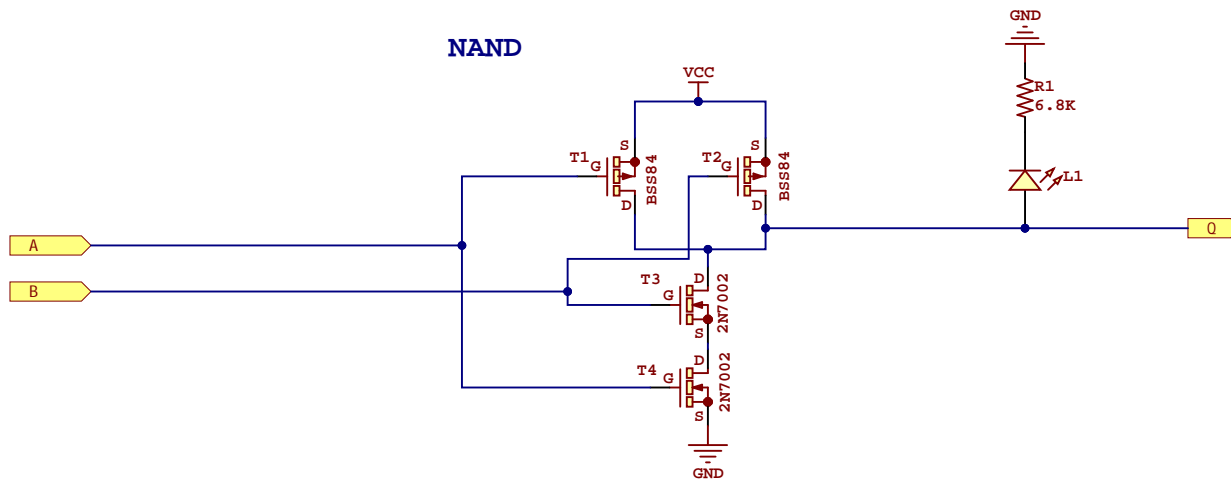 NAND
GND
R1
6.8K
L1
VCC
T1
G
S
D
BSS84
T2
G
S
D
BSS84
A
B
Q
T3
G
D
S
2N7002
T4
G
D
S
2N7002
GND